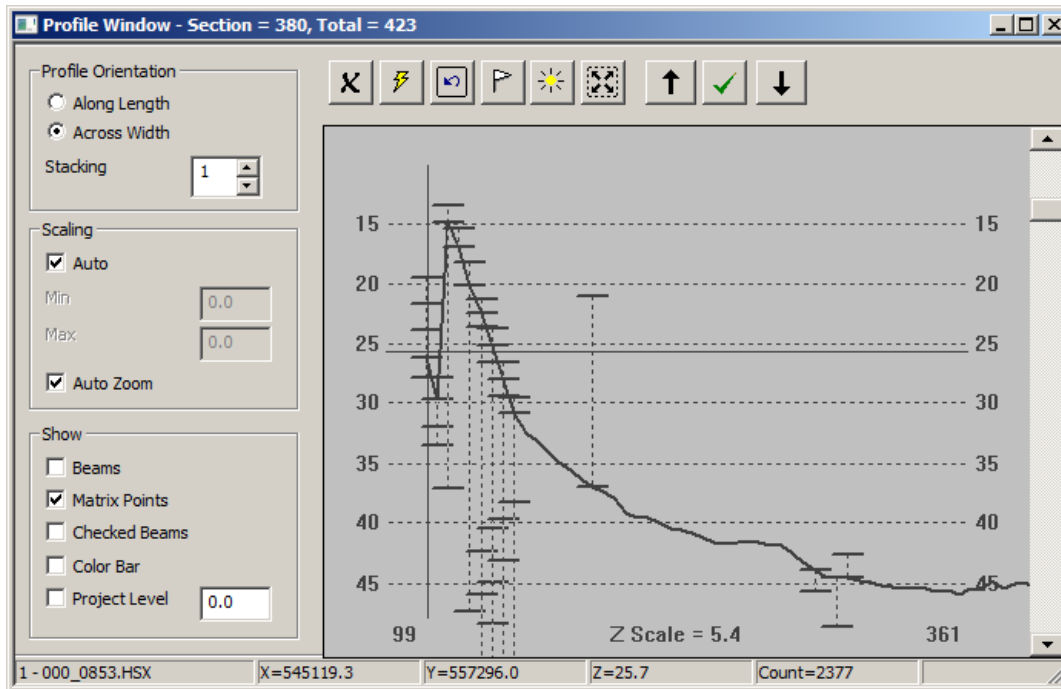 Profile Window - Section = 380, Total = 423
Profile Orientation
Along Length
Across Width
Stacking 1
Scaling
Auto
Min 0.0
Max 0.0
Auto Zoom
Show
Beams
Matrix Points
Checked Beams
Color Bar
Project Level 0.0
15 15
20 20
25 25
30 30
35 35
40 40
45 45
99 Z Scale = 5.4 361
1 - 000_0853.HSX X=545119.3 Y=557296.0 Z=25.7 Count=2377